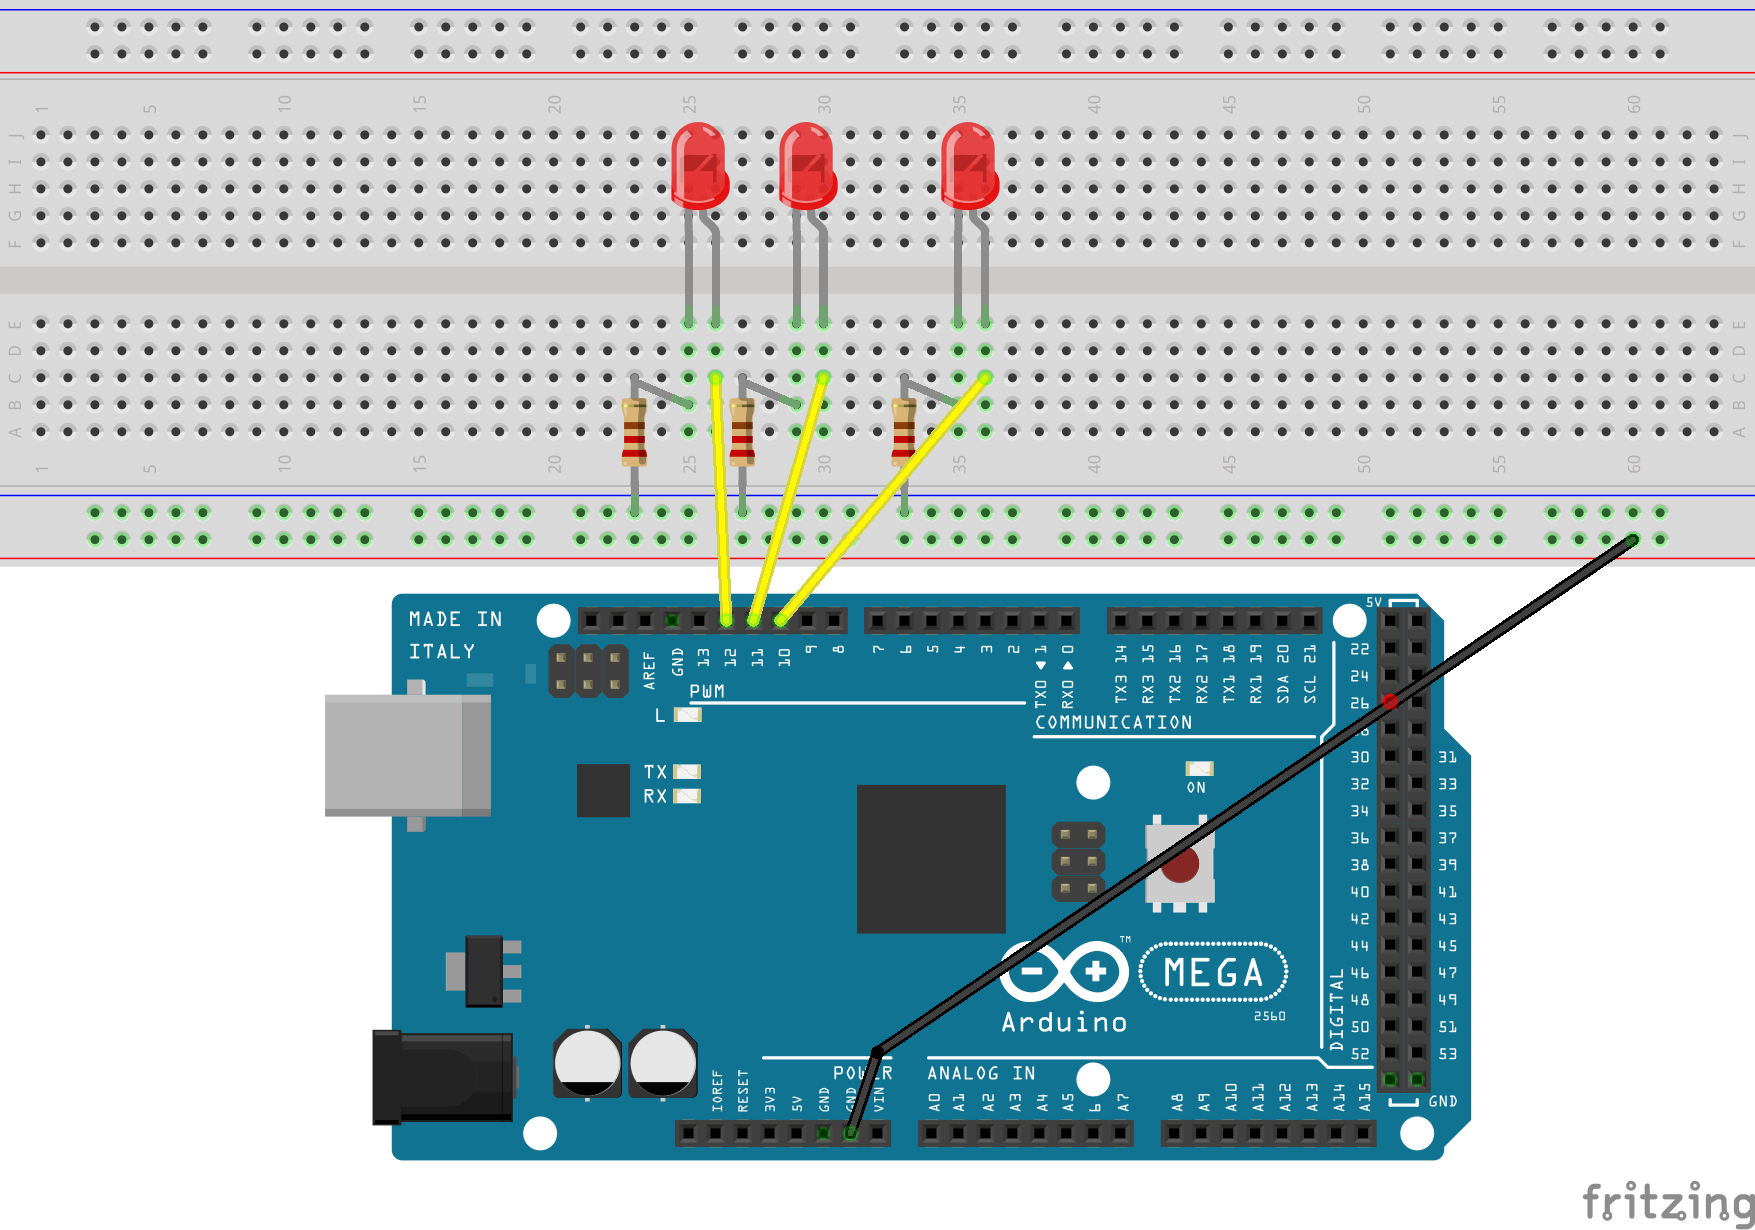 1 5 10 15 20 25 30 35 40 45 50 55 60
J J
I I
H H
G G
F F
E E
D D
C C
B B
A A
1 5 10 15 20 25 30 35 40 45 50 55 60
MADE IN
ITALY
5V
AREF GND 13 12 11 10 9 8 7 6 5 4 3 2 TX0 1 RX0 0 TX3 14 RX3 15 TX2 16 RX2 17 TX1 18 RX1 19 SDA 20 SCL 21
PWM
L
COMMUNICATION
22
24
26
30 31
32 33
34 35
36 37
38 39
40 41
42 43
44 45
46 47
48 49
50 51
52 53
TX
RX
ON
TM
MEGA
Arduino
2560
DIGITAL
POWER
ANALOG IN
IOREF RESET 3V3 5V GND GND VIN A0 A1 A2 A3 A4 A5 6 A7 A8 A9 A10 A11 A12 A13 A14 A15
GND
fritzing